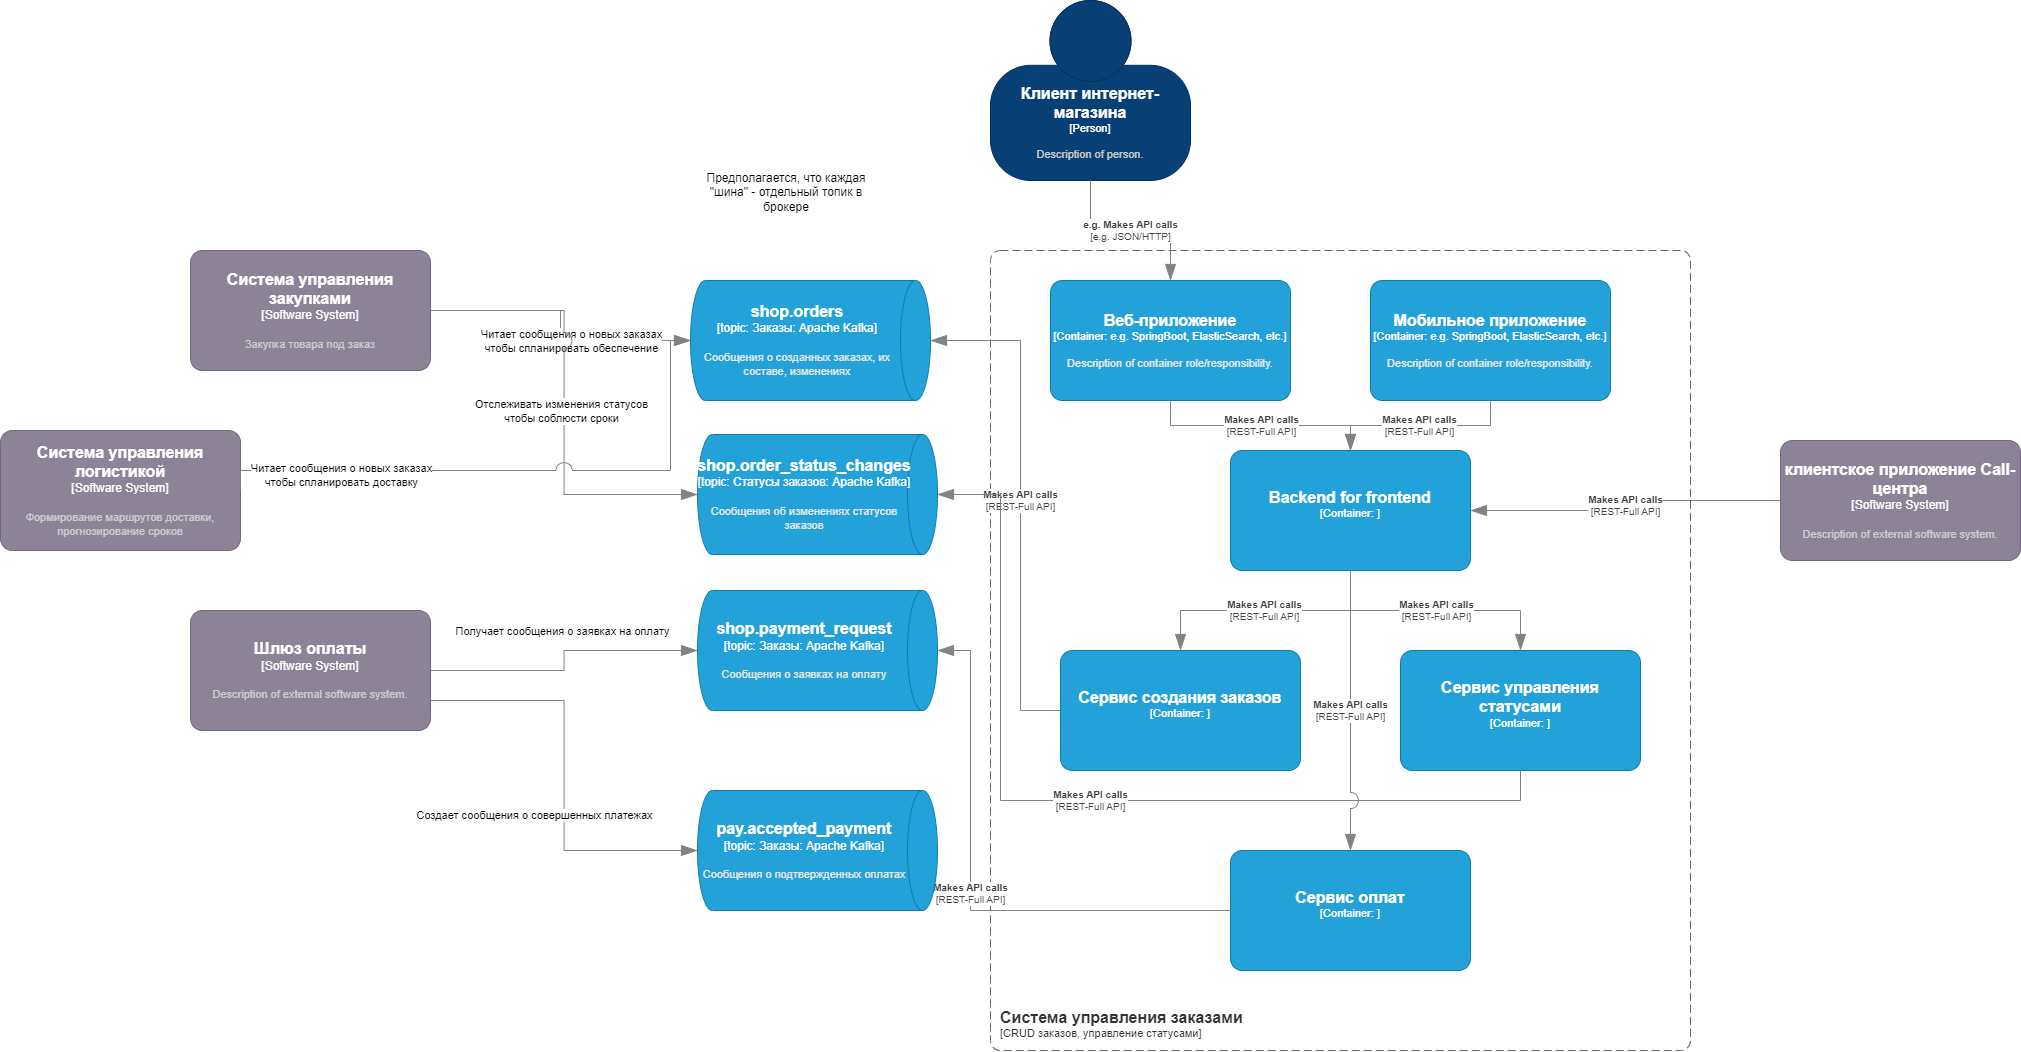 Клиент интернет-
магазина
[Person]
Description of person.
Предполагается, что каждая
"шина" - отдельный топик в
брокере
e.g. Makes API calls
[e.g. JSON/HTTP]
Система управления
закупками
[Software System]
Закупка товара под заказ
Читает сообщения о новых заказах
чтобы спланировать обеспечение
shop.orders
[topic: Заказы: Apache Kafka]
Сообщения о созданных заказах, их
составе, изменениях
Веб-приложение
[Container: e.g. SpringBoot, ElasticSearch, etc.]
Description of container role/responsibility.
Мобильное приложение
[Container: e.g. SpringBoot, ElasticSearch, etc.]
Description of container role/responsibility.
Отслеживать изменения статусов
чтобы соблюсти сроки
Makes API calls
[REST-Full API]
Makes API calls
[REST-Full API]
Система управления
логистикой
[Software System]
Формирование маршрутов доставки,
прогнозирование сроков
Читает сообщения о новых заказах
чтобы спланировать доставку
shop.order_status_changes
[topic: Статусы заказов: Apache Kafka]
Сообщения об изменениях статусов
заказов
Makes API calls
[REST-Full API]
Backend for frontend
[Container: ]
Makes API calls
[REST-Full API]
клиентское приложение Call-
центра
[Software System]
Description of external software system.
Шлюз оплаты
[Software System]
Description of external software system.
Получает сообщения о заявках на оплату
shop.payment_request
[topic: Заказы: Apache Kafka]
Сообщения о заявках на оплату
Makes API calls
[REST-Full API]
Makes API calls
[REST-Full API]
Сервис создания заказов
[Container: ]
Makes API calls
[REST-Full API]
Сервис управления
статусами
[Container: ]
Создает сообщения о совершенных платежах
pay.accepted_payment
[topic: Заказы: Apache Kafka]
Сообщения о подтвержденных оплатах
Makes API calls
[REST-Full API]
Makes API calls
[REST-Full API]
Сервис оплат
[Container: ]
Система управления заказами
[CRUD заказов, управление статусами]